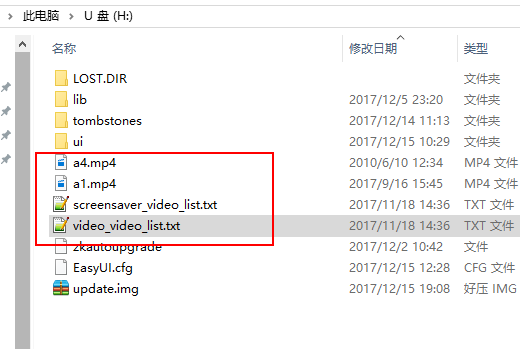 此电脑 > U 盘 (H:)
名称 修改日期 类型
LOST.DIR 文件夹
lib 2017/12/5 23:20 文件夹
tombstones 2017/12/14 11:13 文件夹
ui 2017/12/15 10:29 文件夹
a4.mp4 2010/6/10 12:34 MP4 文件
a1.mp4 2017/9/16 15:45 MP4 文件
screensaver_video_list.txt 2017/11/18 14:36 TXT 文件
video_video_list.txt 2017/11/18 14:36 TXT 文件
zkautoupgrade 2017/12/2 10:42 文件
EasyUI.cfg 2017/12/15 12:28 CFG 文件
update.img 2017/12/15 19:08 好压 IMG